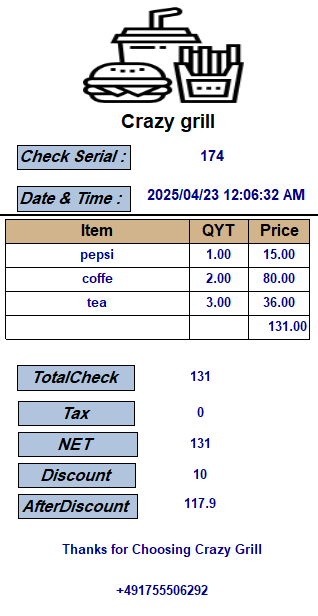 Crazy grill
Check Serial : 174
Date & Time : 2025/04/23 12:06:32 AM
Item QYT Price
pepsi 1.00 15.00
coffe 2.00 80.00
tea 3.00 36.00
131.00
TotalCheck 131
Tax 0
NET 131
Discount 10
AfterDiscount 117.9
Thanks for Choosing Crazy Grill
+491755506292